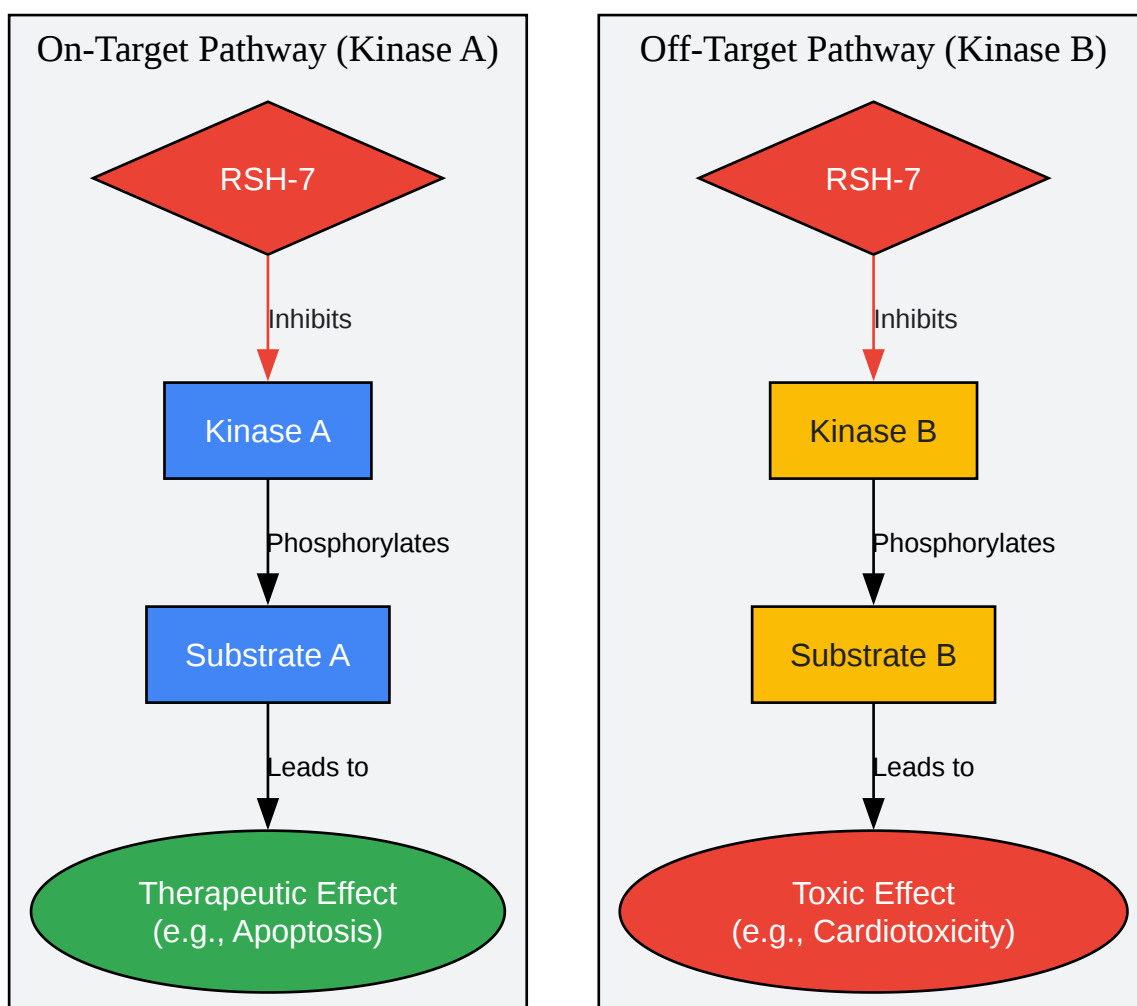 On-Target Pathway (Kinase A)
RSH-7
Inhibits
Kinase A
Phosphorylates
Substrate A
Leads to
Therapeutic Effect
(e.g., Apoptosis)
Off-Target Pathway (Kinase B)
RSH-7
Inhibits
Kinase B
Phosphorylates
Substrate B
Leads to
Toxic Effect
(e.g., Cardiotoxicity)